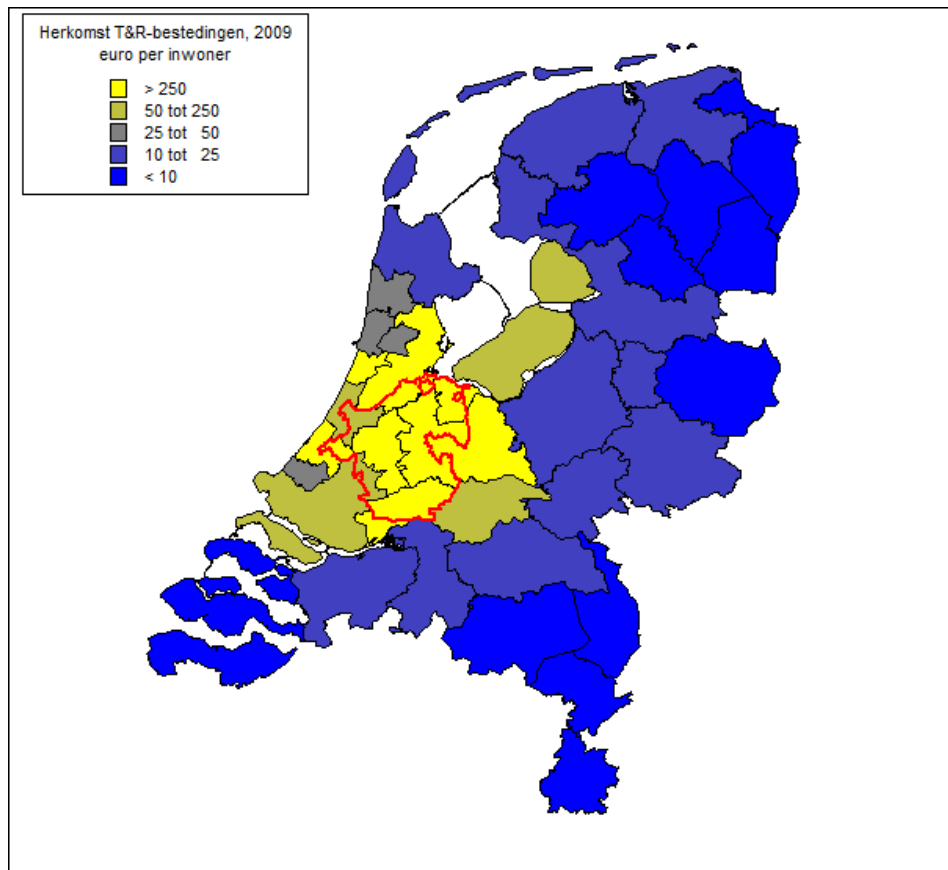 Herkomst T&R-bestedingen, 2009
euro per inwoner
> 250
50 tot 250
25 tot 50
10 tot 25
< 10